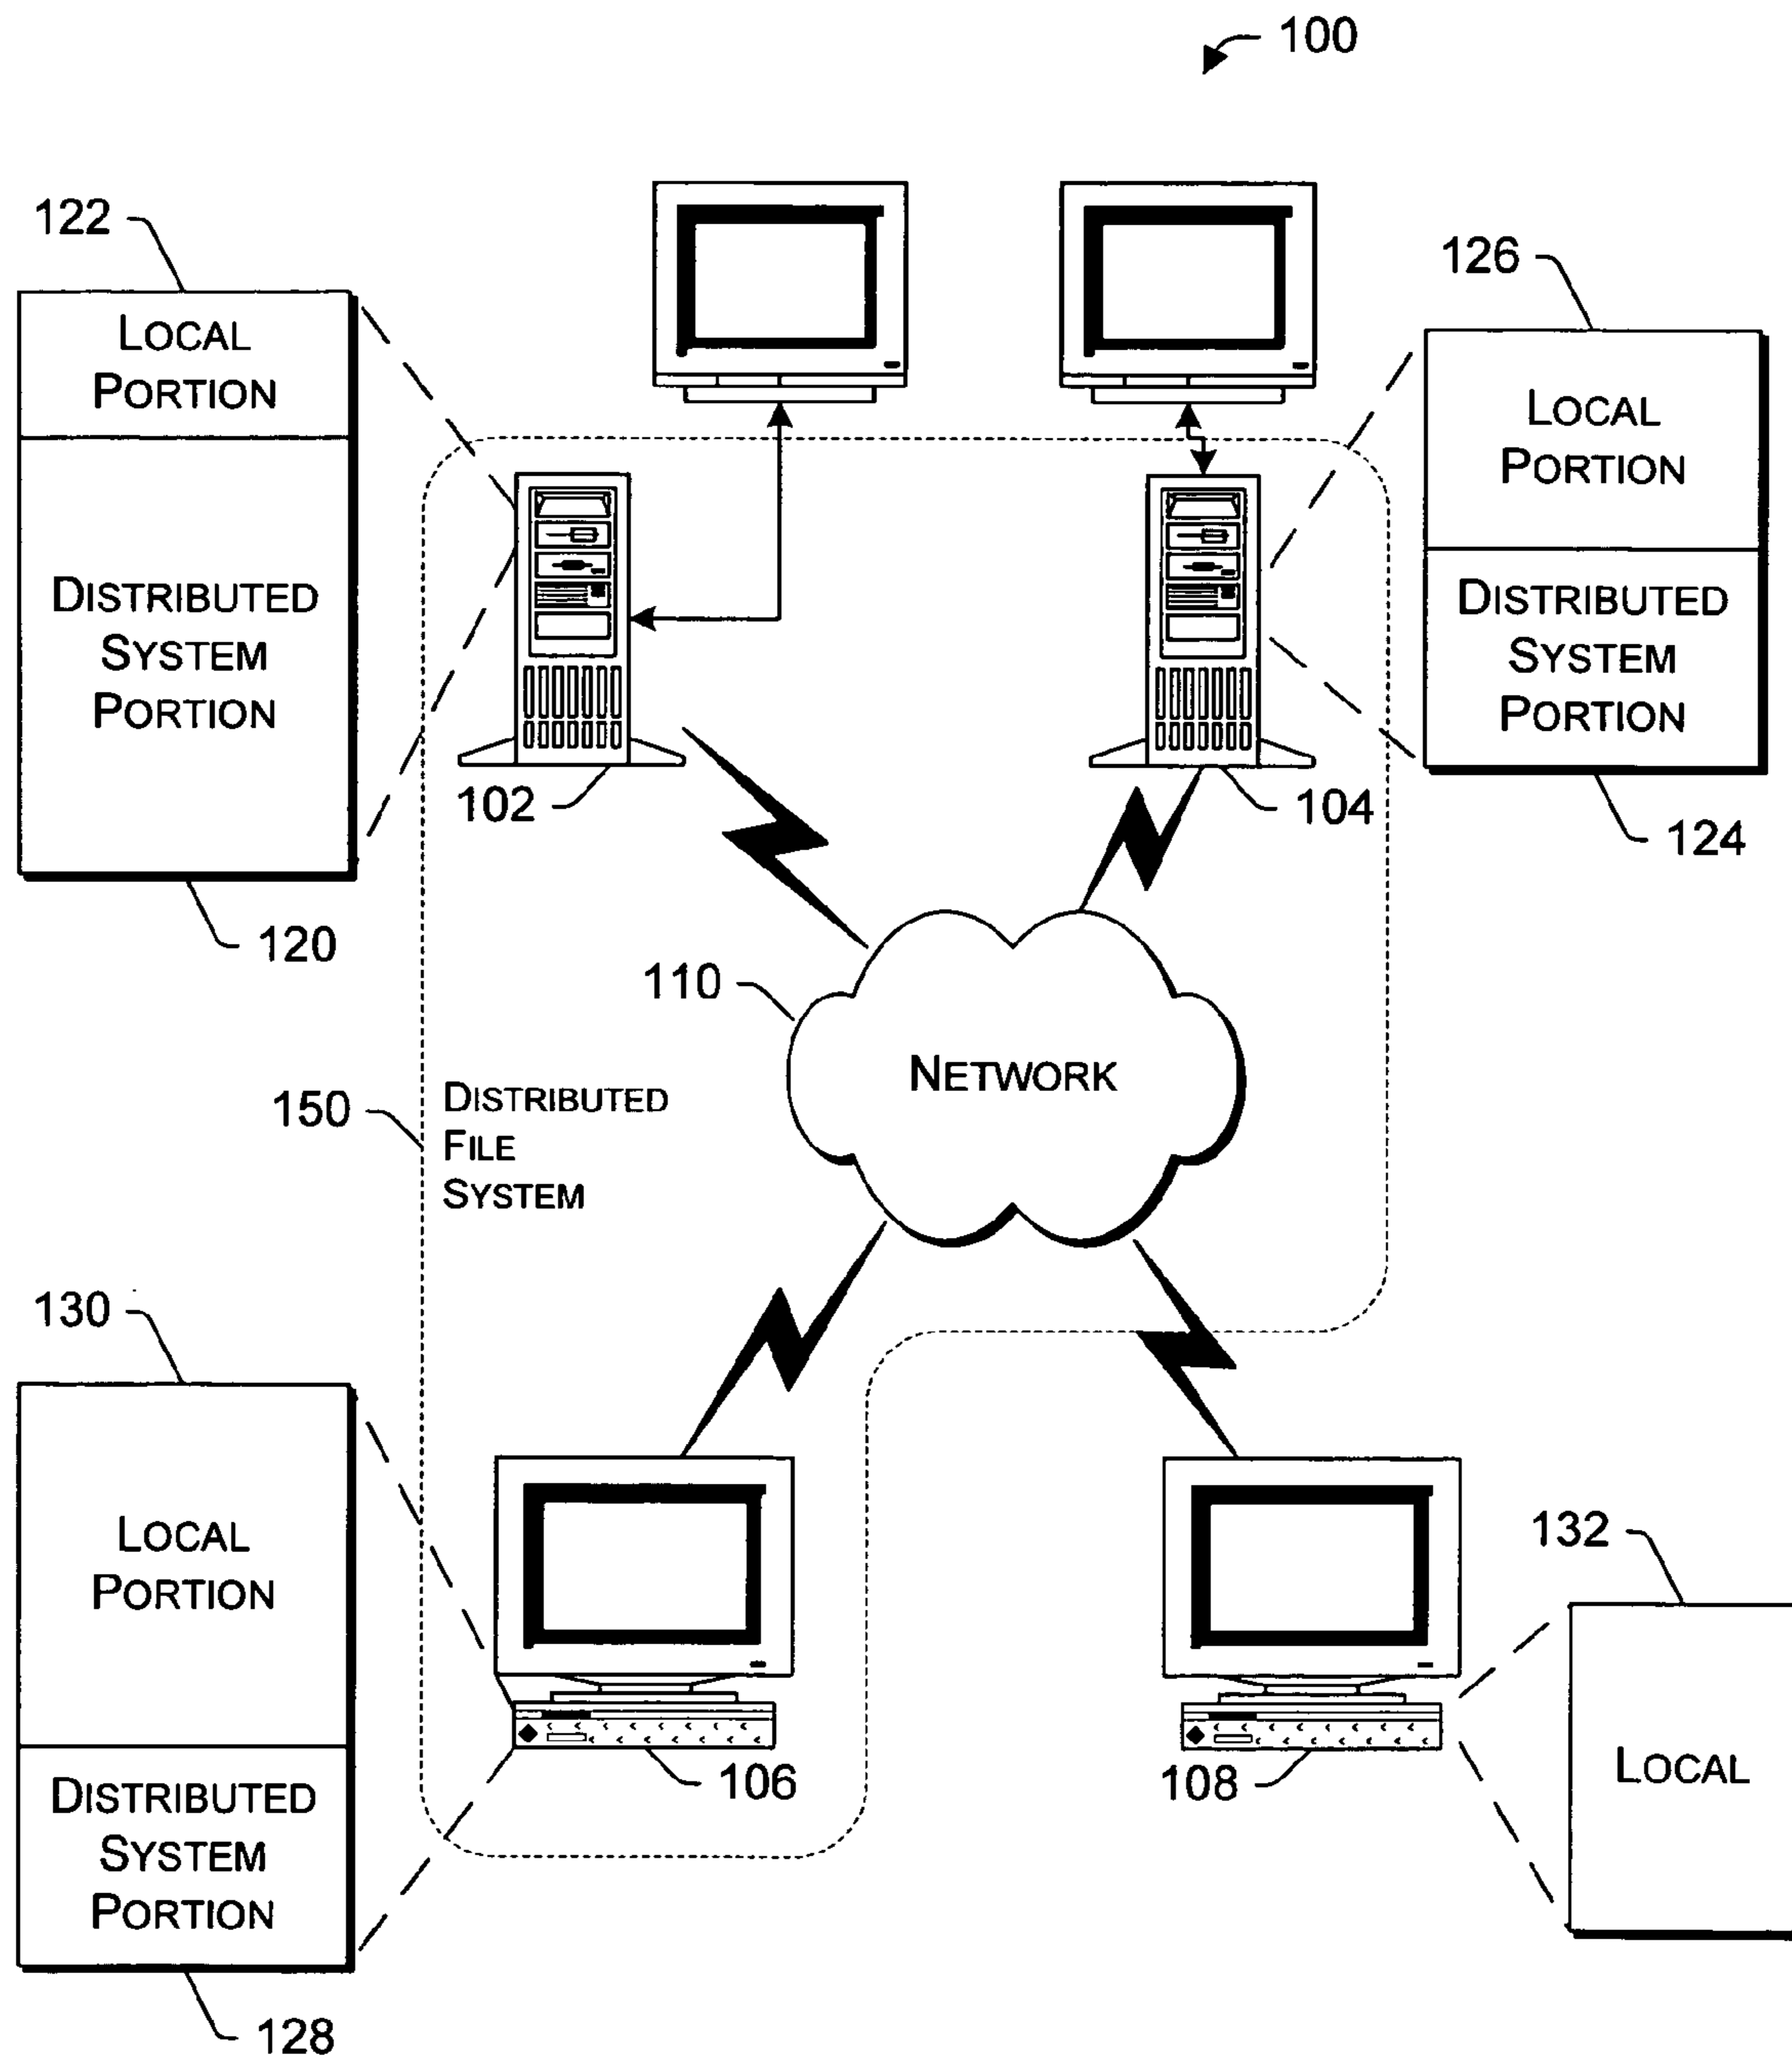 100
122
LOCAL
PORTION
DISTRIBUTED
SYSTEM
PORTION
120
126
LOCAL
PORTION
DISTRIBUTED
SYSTEM
PORTION
124
102
104
110
NETWORK
150
DISTRIBUTED
FILE
SYSTEM
130
LOCAL
PORTION
DISTRIBUTED
SYSTEM
PORTION
128
106
108
132
LOCAL